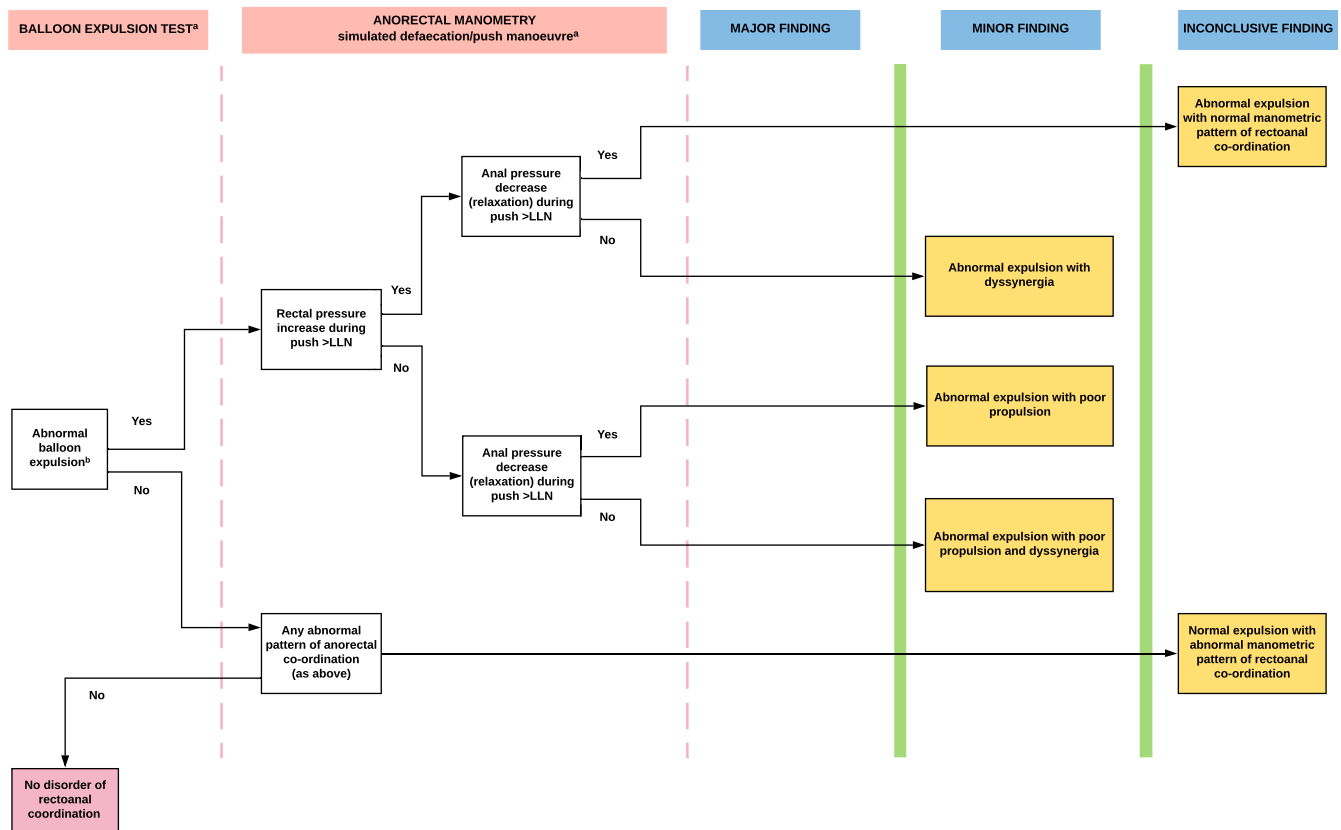 BALLOON EXPULSION TESTᵃ
ANORECTAL MANOMETRY
simulated defaecation/push manoeuvreᵃ
MAJOR FINDING
MINOR FINDING
INCONCLUSIVE FINDING
Abnormal expulsion
with normal manometric
pattern of rectoanal
co-ordination
Yes
Anal pressure
decrease
(relaxation) during
push >LLN
No
Abnormal expulsion with
dyssynergia
Yes
Rectal pressure
increase during
push >LLN
No
Abnormal expulsion with poor
propulsion
Yes
Abnormal
balloon
expulsionᵇ
No
Yes
Anal pressure
decrease
(relaxation) during
push >LLN
No
Abnormal expulsion with poor
propulsion and dyssynergia
Any abnormal
pattern of anorectal
co-ordination
(as above)
Normal expulsion with
abnormal manometric
pattern of rectoanal
co-ordination
No
No disorder of
rectoanal
coordination